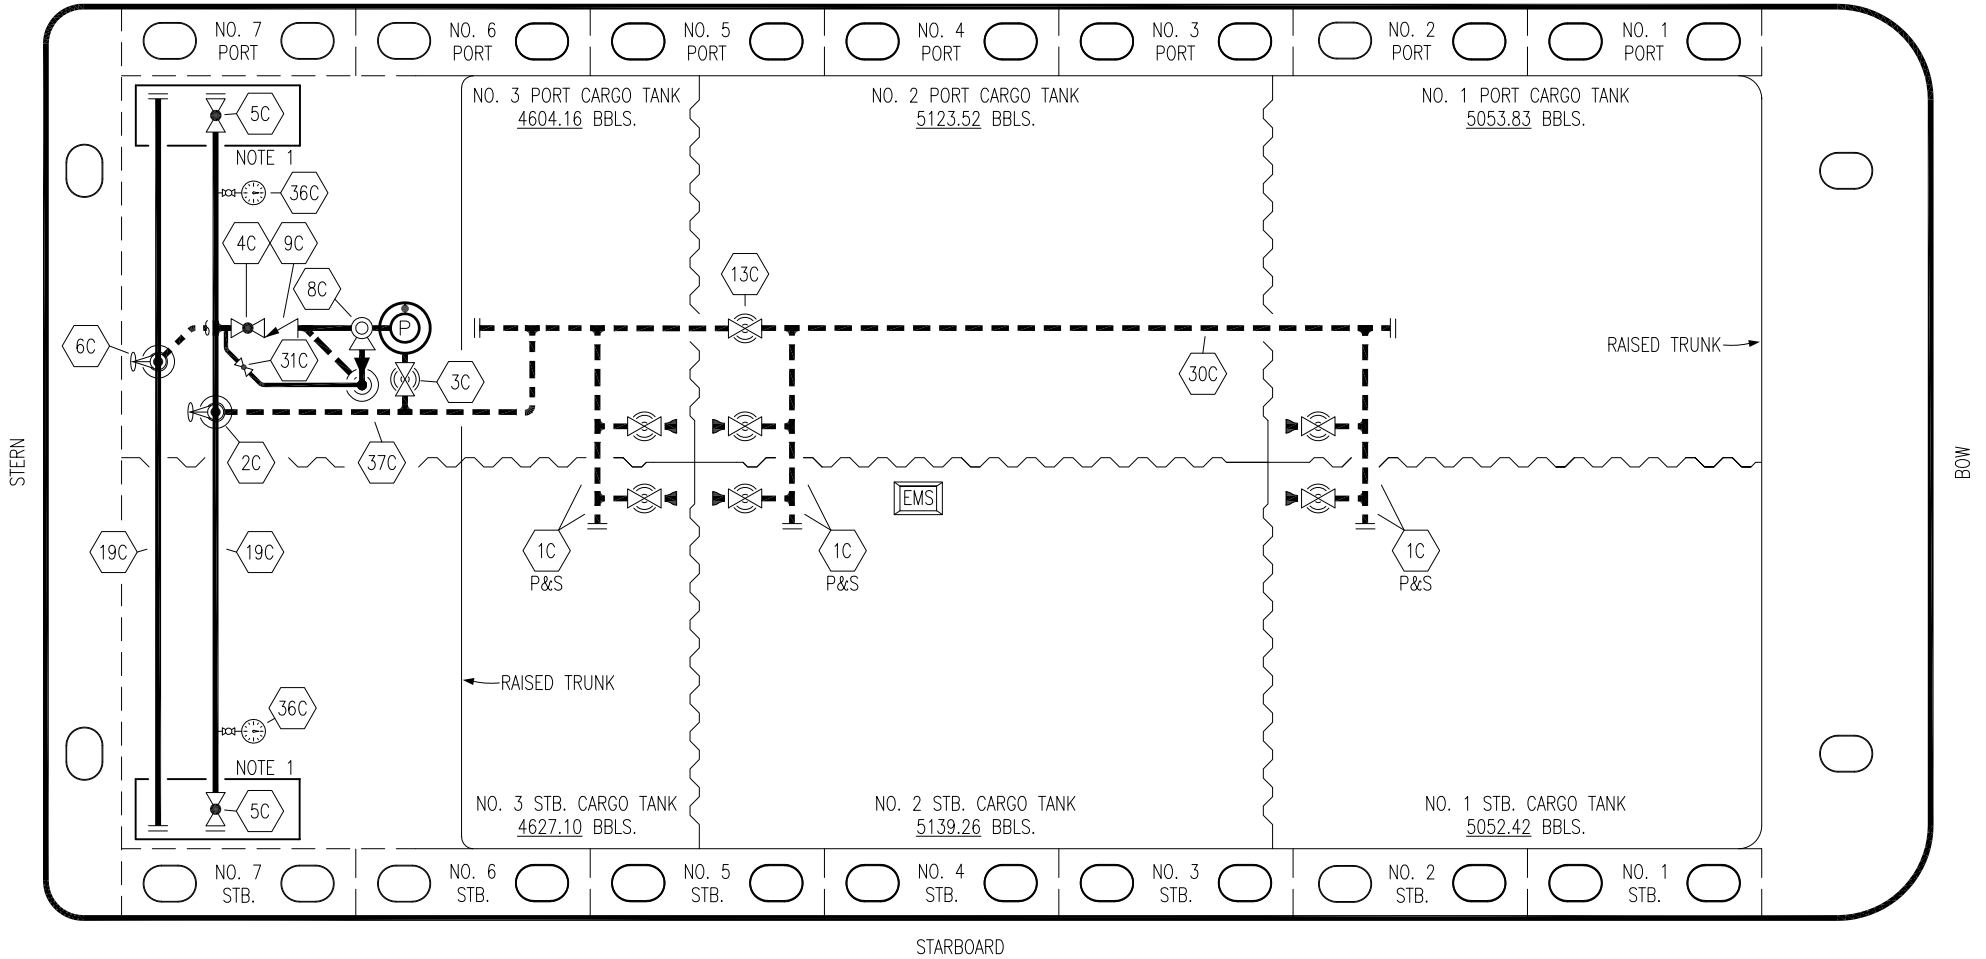 NO. 7
PORT
NO. 6
PORT
NO. 5
PORT
NO. 4
PORT
NO. 3
PORT
NO. 2
PORT
NO. 1
PORT
NO. 3 PORT CARGO TANK
4604.16 BBLS.
NO. 2 PORT CARGO TANK
5123.52 BBLS.
NO. 1 PORT CARGO TANK
5053.83 BBLS.
5C
NOTE 1
36C
4C
9C
8C
13C
P
6C
31C
3C
30C
RAISED TRUNK
2C
37C
STERN
BOW
EMS
19C
19C
1C
P&S
1C
P&S
1C
P&S
RAISED TRUNK
36C
NOTE 1
5C
NO. 3 STB. CARGO TANK
4627.10 BBLS.
NO. 2 STB. CARGO TANK
5139.26 BBLS.
NO. 1 STB. CARGO TANK
5052.42 BBLS.
NO. 7
STB.
NO. 6
STB.
NO. 5
STB.
NO. 4
STB.
NO. 3
STB.
NO. 2
STB.
NO. 1
STB.
STARBOARD